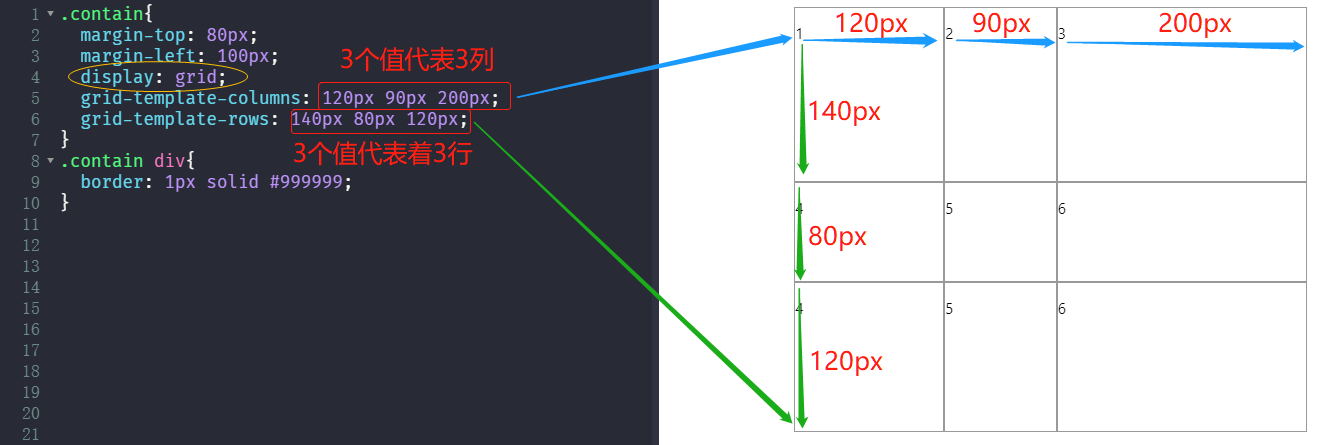 1 .contain{
2 margin-top: 80px;
3 margin-left: 100px;
3个值代表3列
4 display: grid;
5 grid-template-columns: 120px 90px 200px;
6 grid-template-rows: 140px 80px 120px;
7 }
3个值代表着3行
8 .contain div{
9 border: 1px solid #999999;
10 }
11
12
13
14
15
16
17
18
19
20
21
120px 90px 200px
1 2 3
140px
4 5 6
80px
4 5 6
120px